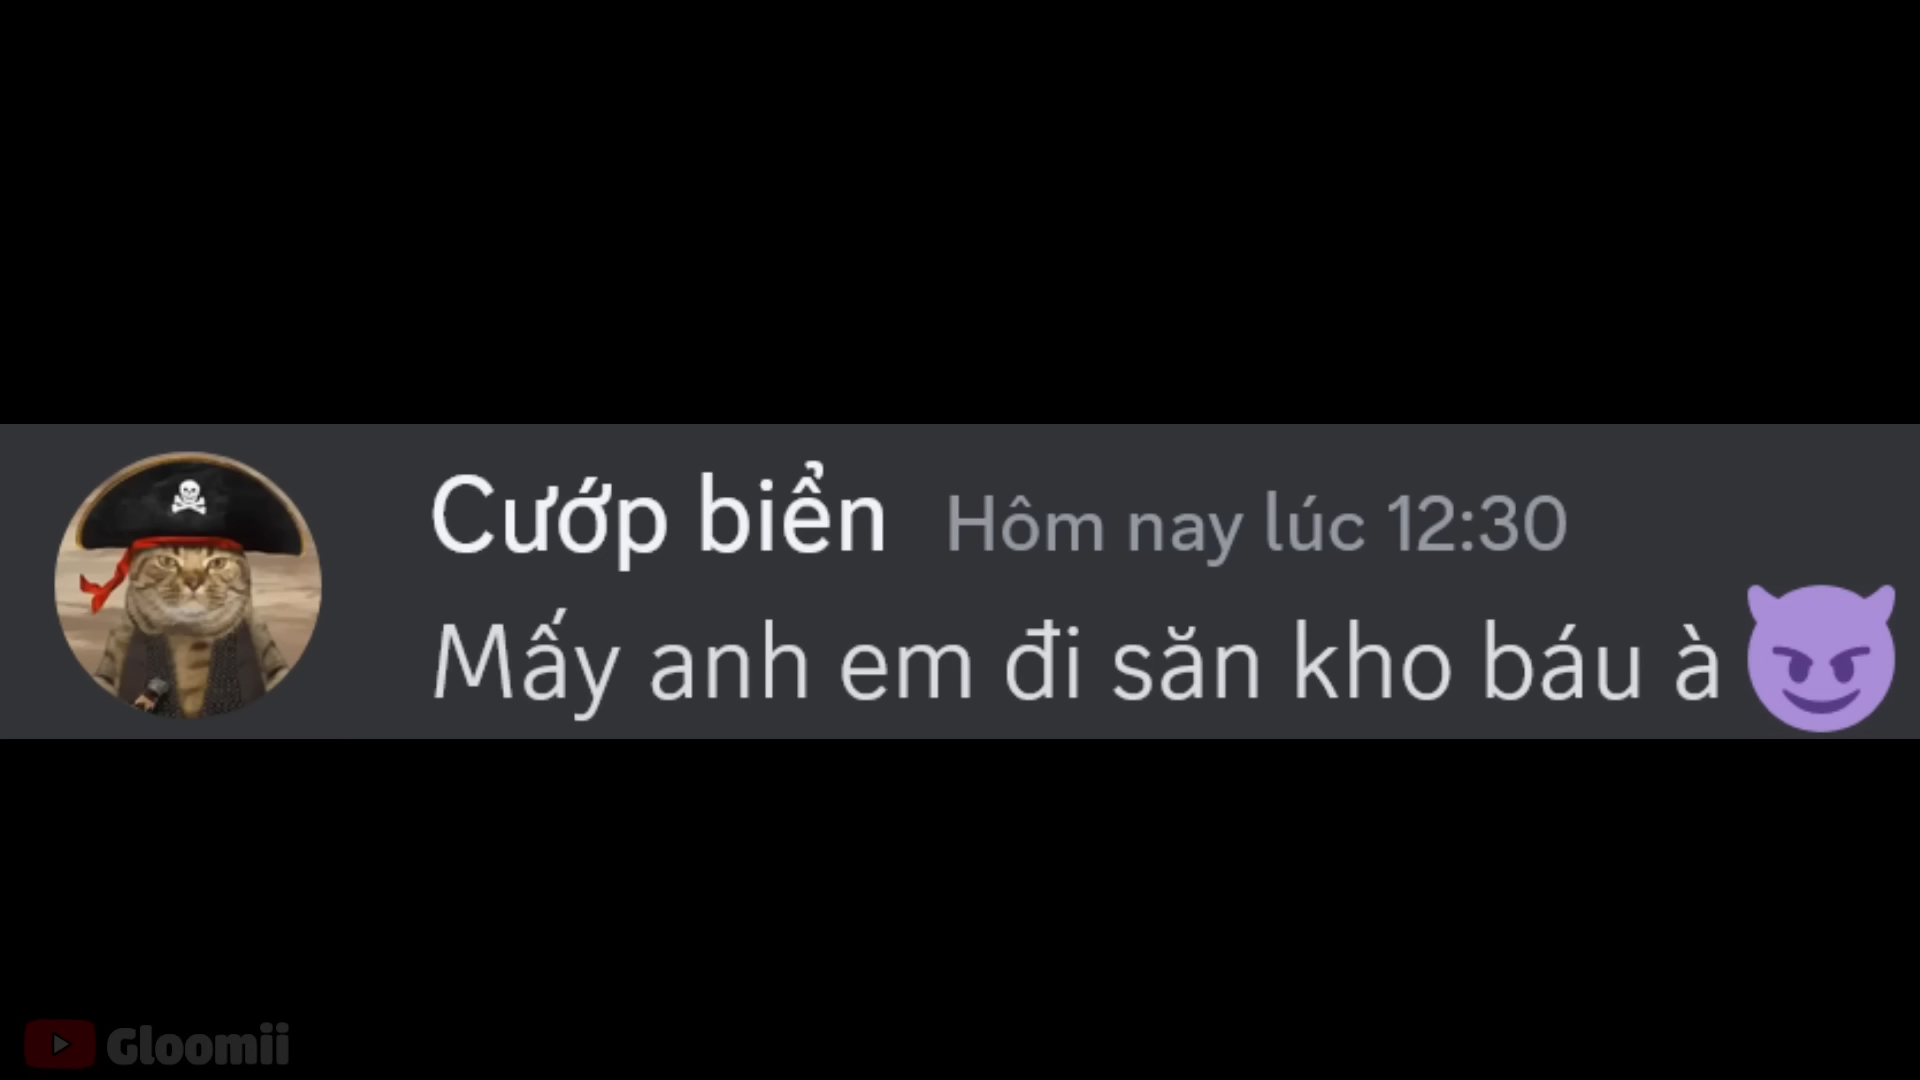 Cướp biển Hôm nay lúc 12:30
Mấy anh em đi săn kho báu à😈
Gloomii